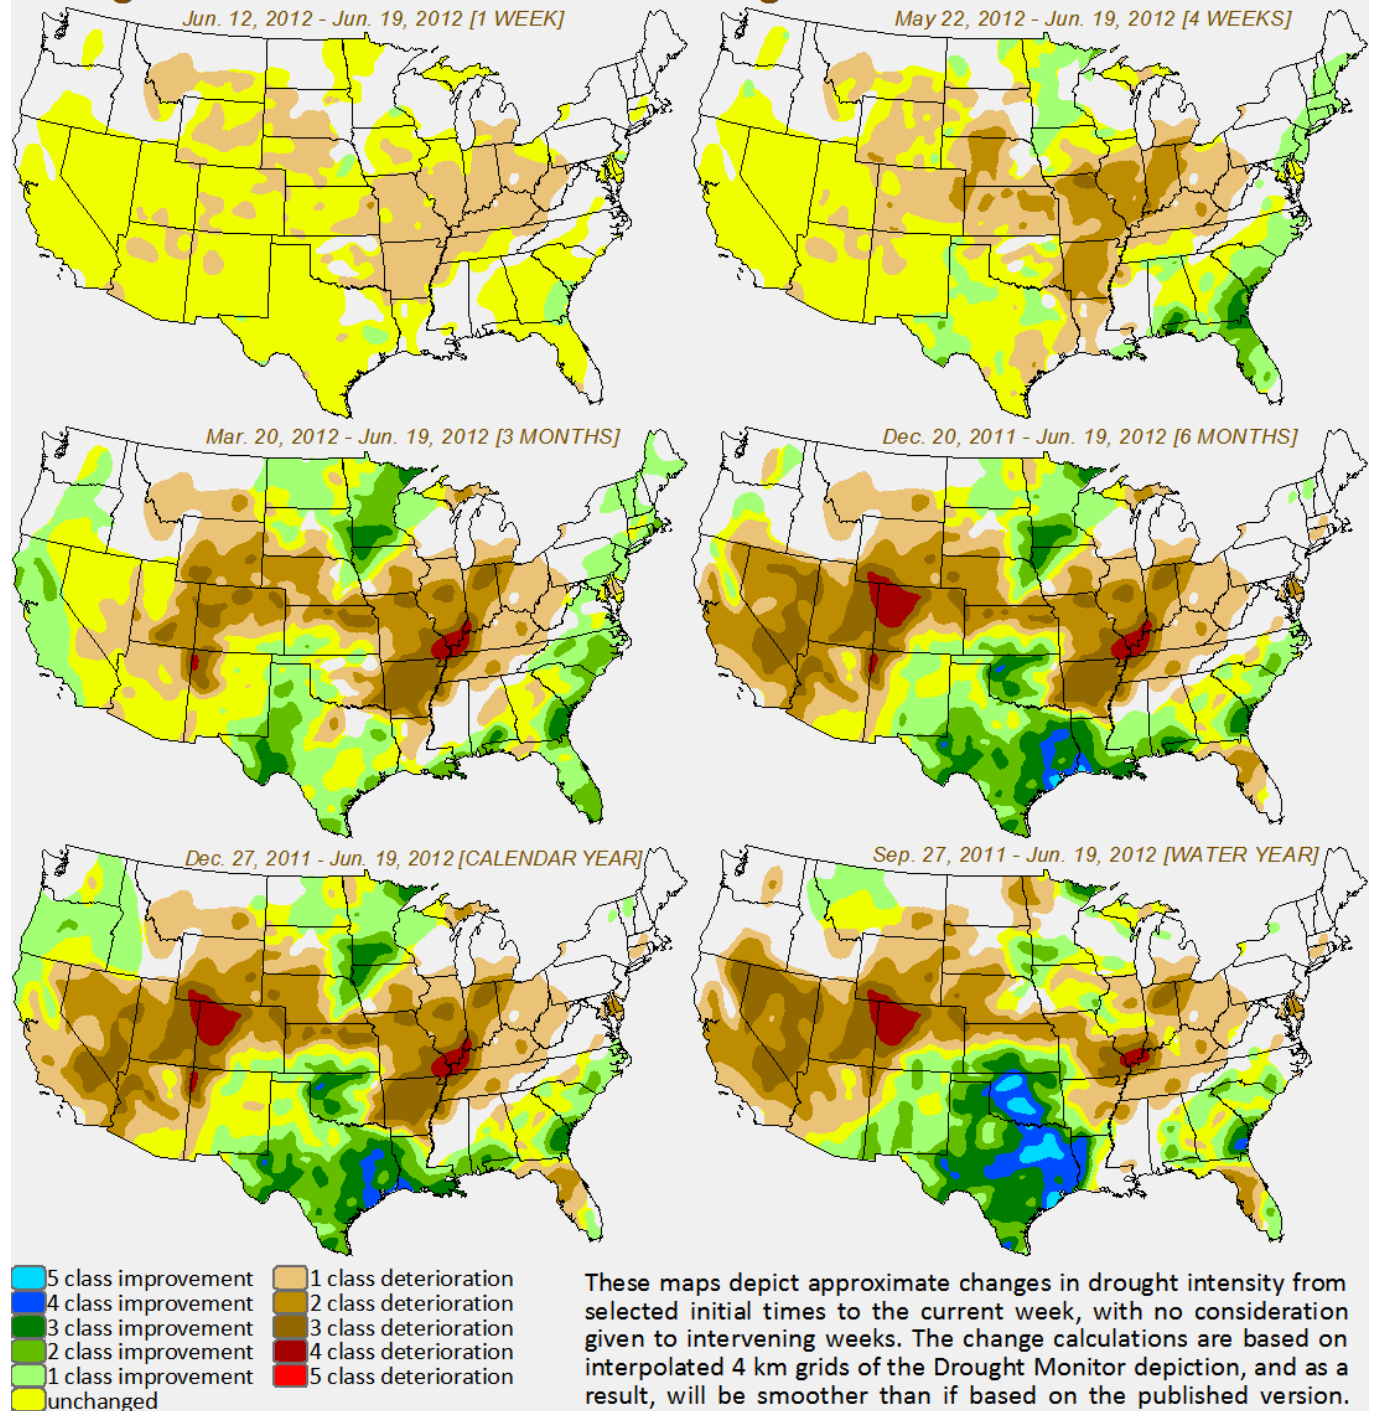 Jun. 12, 2012 - Jun. 19, 2012 [1 WEEK]
May 22, 2012 - Jun. 19, 2012 [4 WEEKS]
Mar. 20, 2012 - Jun. 19, 2012 [3 MONTHS]
Dec. 20, 2011 - Jun. 19, 2012 [6 MONTHS]
Dec. 27, 2011 - Jun. 19, 2012 [CALENDAR YEAR]
Sep. 27, 2011 - Jun. 19, 2012 [WATER YEAR]
5 class improvement
4 class improvement
3 class improvement
2 class improvement
1 class improvement
unchanged
1 class deterioration
2 class deterioration
3 class deterioration
4 class deterioration
5 class deterioration
These maps depict approximate changes in drought intensity from
selected initial times to the current week, with no consideration
given to intervening weeks. The change calculations are based on
interpolated 4 km grids of the Drought Monitor depiction, and as a
result, will be smoother than if based on the published version.